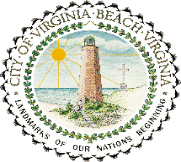 CITY OF VIRGINIA BEACH, VIRGINIA
LANDMARKS OF OUR NATIONS BEGINNING